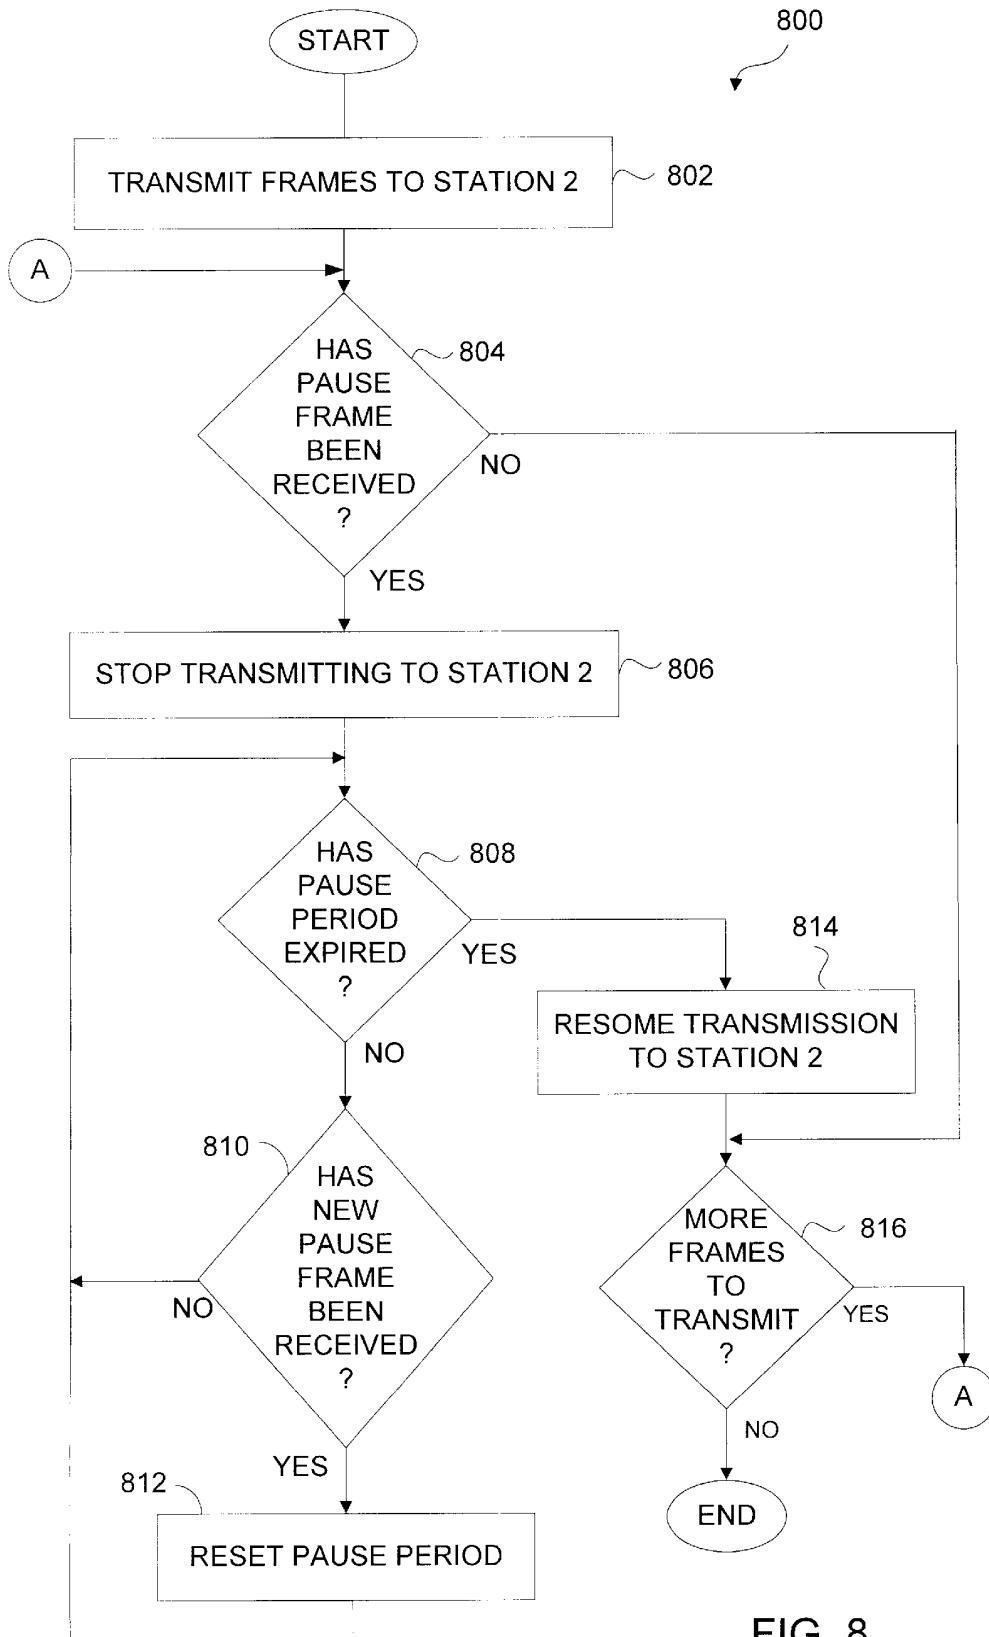 START
800
TRANSMIT FRAMES TO STATION 2
802
A
HAS
PAUSE
FRAME
BEEN
RECEIVED
?
804
NO
YES
STOP TRANSMITTING TO STATION 2
806
HAS
PAUSE
PERIOD
EXPIRED
?
808
YES
NO
814
RESOME TRANSMISSION
TO STATION 2
810
HAS
NEW
PAUSE
FRAME
BEEN
RECEIVED
?
NO
YES
MORE
FRAMES
TO
TRANSMIT
?
816
YES
A
NO
END
812
RESET PAUSE PERIOD
FIG. 8